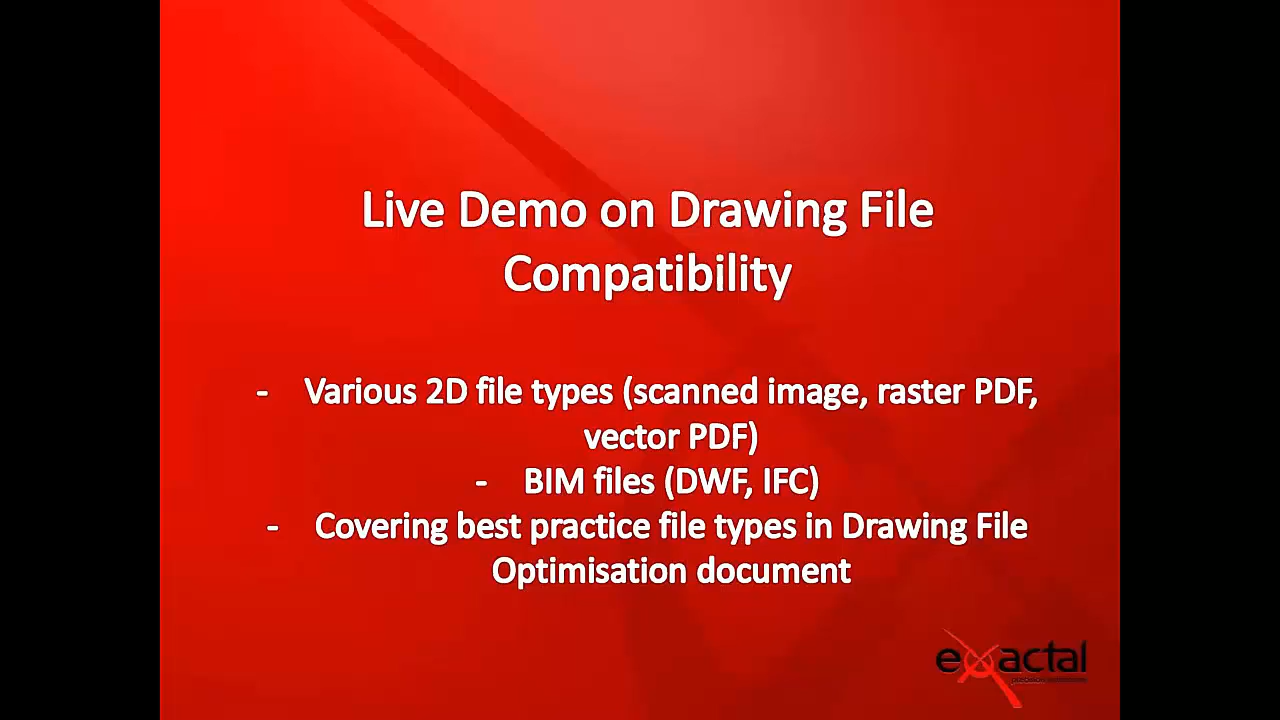 Live Demo on Drawing File
Compatibility
- Various 2D file types (scanned image, raster PDF,
vector PDF)
- BIM files (DWF, IFC)
- Covering best practice file types in Drawing File
Optimisation document
exactal